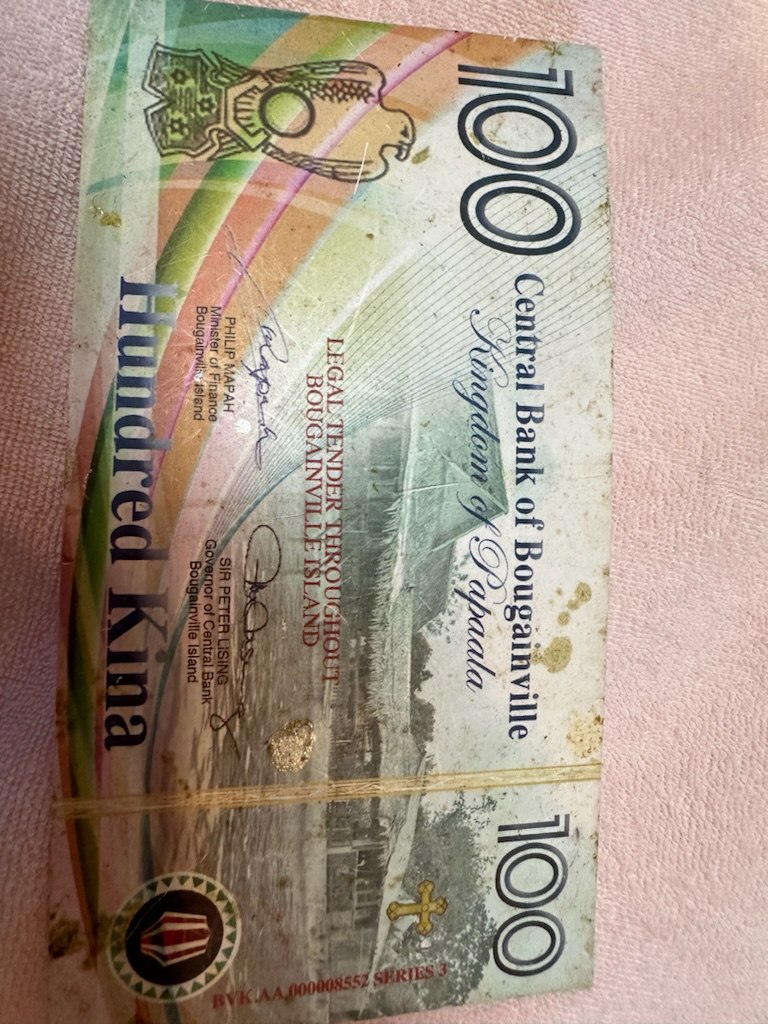 100
Central Bank of Bougainville
Kingdom of Papaala
100
LEGAL TENDER THROUGHOUT
BOUGAINVILLE ISLAND
PHILIP MAPAH
Minister of Finance
Bougainville Island
SIR PETER LISING
Governor of Central Bank
Bougainville Island
Hundred Kina
BVK AA 000008552 SERIES 3